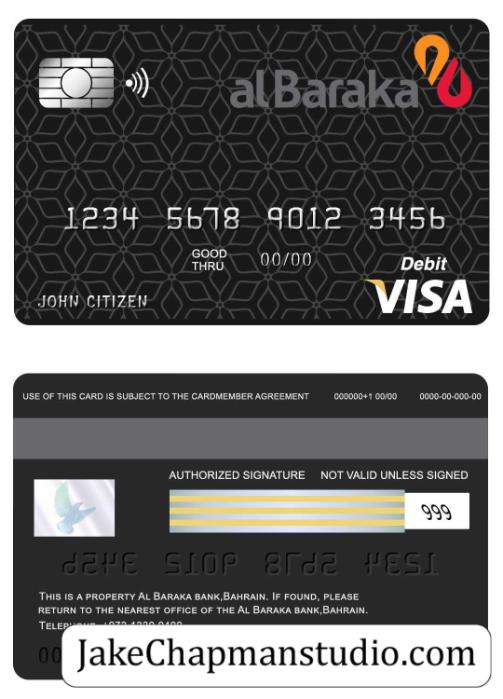 al Baraka
1234 5678 9012 3456
GOOD
THRU 00/00
Debit
VISA
JOHN CITIZEN
USE OF THIS CARD IS SUBJECT TO THE CARDMEMBER AGREEMENT 000000+1 00/00 0000-00-000-00
AUTHORIZED SIGNATURE NOT VALID UNLESS SIGNED
999
THIS IS A PROPERTY AL BARAKA BANK,BAHRAIN. IF FOUND, PLEASE
RETURN TO THE NEAREST OFFICE OF THE AL BARAKA BANK,BAHRAIN.
JakeChapmanstudio.com